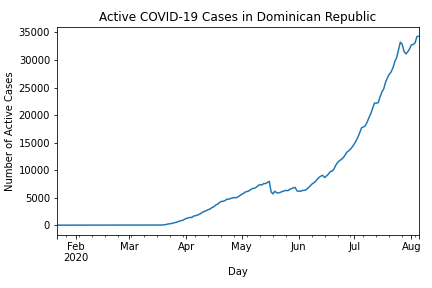 Active COVID-19 Cases in Dominican Republic
35000
30000
25000
20000
15000
10000
5000
0
Number of Active Cases
Feb Mar Apr May Jun Jul Aug
2020
Day